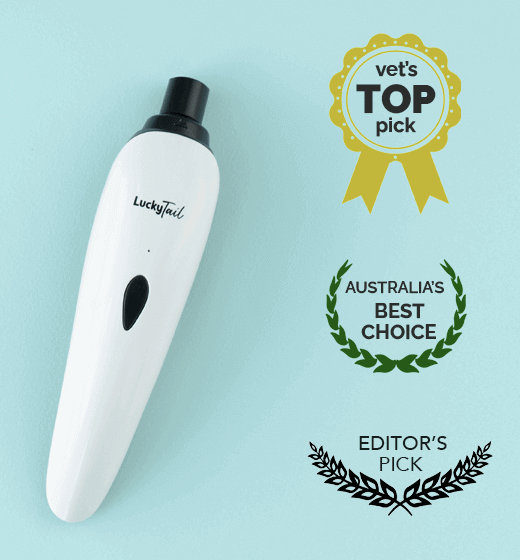 LuckyTail
vet's
TOP
pick
AUSTRALIA'S
BEST
CHOICE
EDITOR'S
PICK